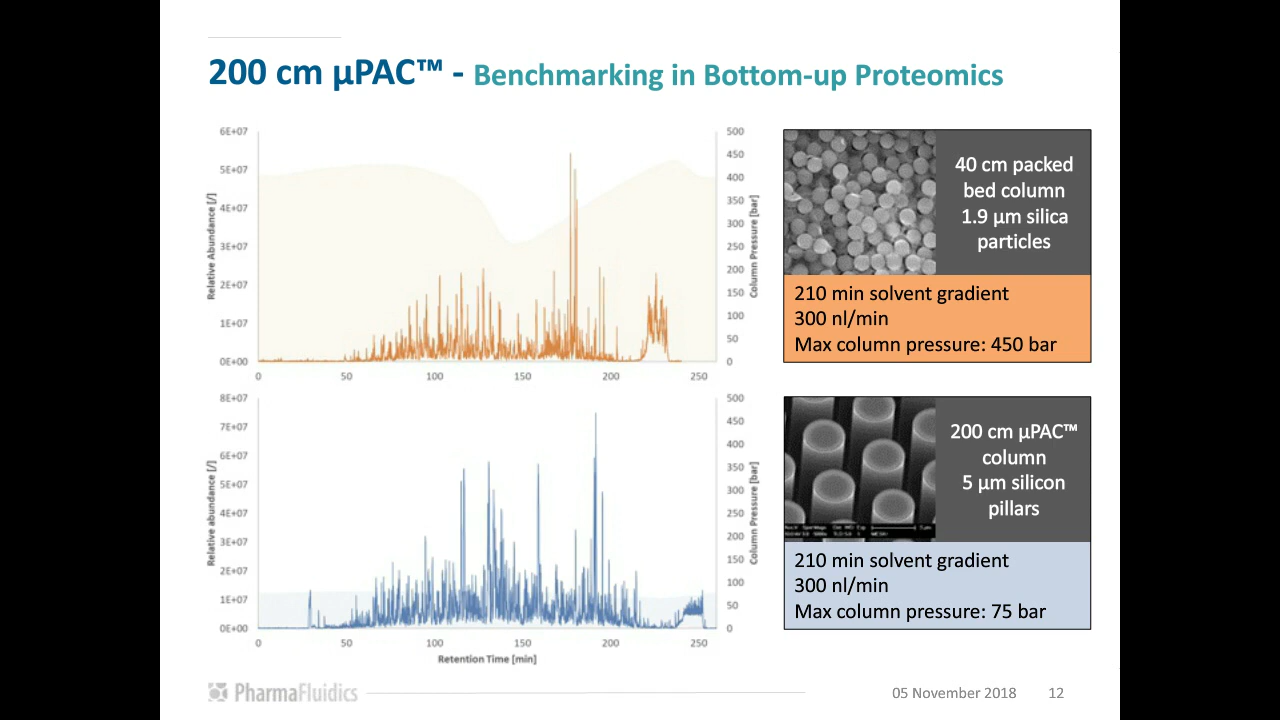 200 cm µPAC™ - Benchmarking in Bottom-up Proteomics
6E+07
5E+07
4E+07
3E+07
2E+07
1E+07
0E+00
Relative Abundance [/]
500
450
400
350
300
250
200
150
100
50
0
Column Pressure [bar]
0 50 100 150 200 250
40 cm packed
bed column
1.9 µm silica
particles
210 min solvent gradient
300 nl/min
Max column pressure: 450 bar
8E+07
7E+07
6E+07
5E+07
4E+07
3E+07
2E+07
1E+07
0E+00
Relative abundance [/]
500
450
400
350
300
250
200
150
100
50
0
Column Pressure [bar]
0 50 100 150 200 250
Retention Time [min]
200 cm µPAC™
column
5 µm silicon
pillars
210 min solvent gradient
300 nl/min
Max column pressure: 75 bar
PharmaFluidics
05 November 2018 12